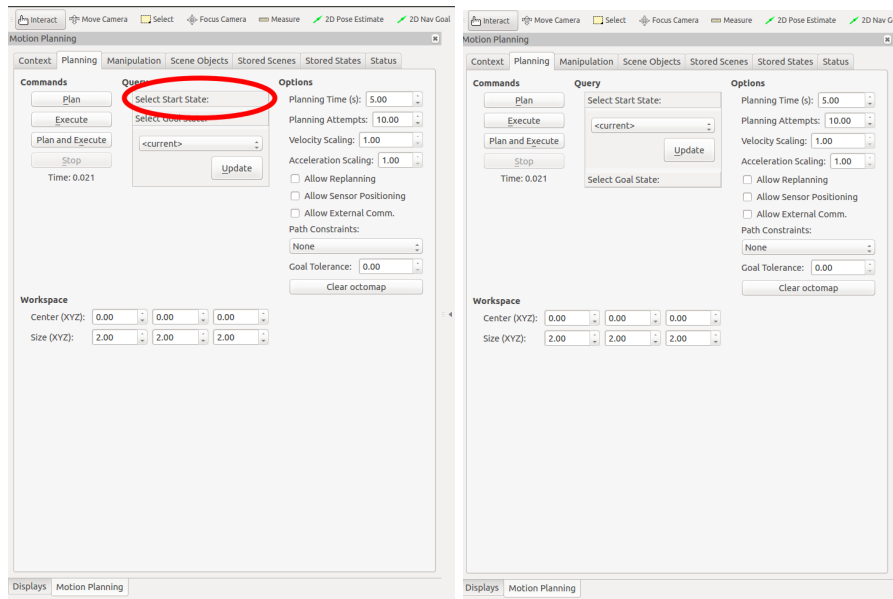 Interact Move Camera Select Focus Camera Measure 2D Pose Estimate 2D Nav Goal
Motion Planning
Context Planning Manipulation Scene Objects Stored Scenes Stored States Status
Commands Query Options
Plan Select Start State: Planning Time (s): 5.00
Execute Select Goal State: Planning Attempts: 10.00
Plan and Execute <current> Velocity Scaling: 1.00
Stop Update Acceleration Scaling: 1.00
Time: 0.021 Allow Replanning
Allow Sensor Positioning
Allow External Comm.
Path Constraints:
None
Goal Tolerance: 0.00
Clear octomap
Workspace
Center (XYZ): 0.00 0.00 0.00
Size (XYZ): 2.00 2.00 2.00
Displays Motion Planning
Interact Move Camera Select Focus Camera Measure 2D Pose Estimate 2D Nav G
Motion Planning
Context Planning Manipulation Scene Objects Stored Scenes Stored States Status
Commands Query Options
Plan Select Start State: Planning Time (s): 5.00
Execute <current> Planning Attempts: 10.00
Plan and Execute Update Velocity Scaling: 1.00
Stop Acceleration Scaling: 1.00
Time: 0.021 Select Goal State: Allow Replanning
Allow Sensor Positioning
Allow External Comm.
Path Constraints:
None
Goal Tolerance: 0.00
Clear octomap
Workspace
Center (XYZ): 0.00 0.00 0.00
Size (XYZ): 2.00 2.00 2.00
Displays Motion Planning